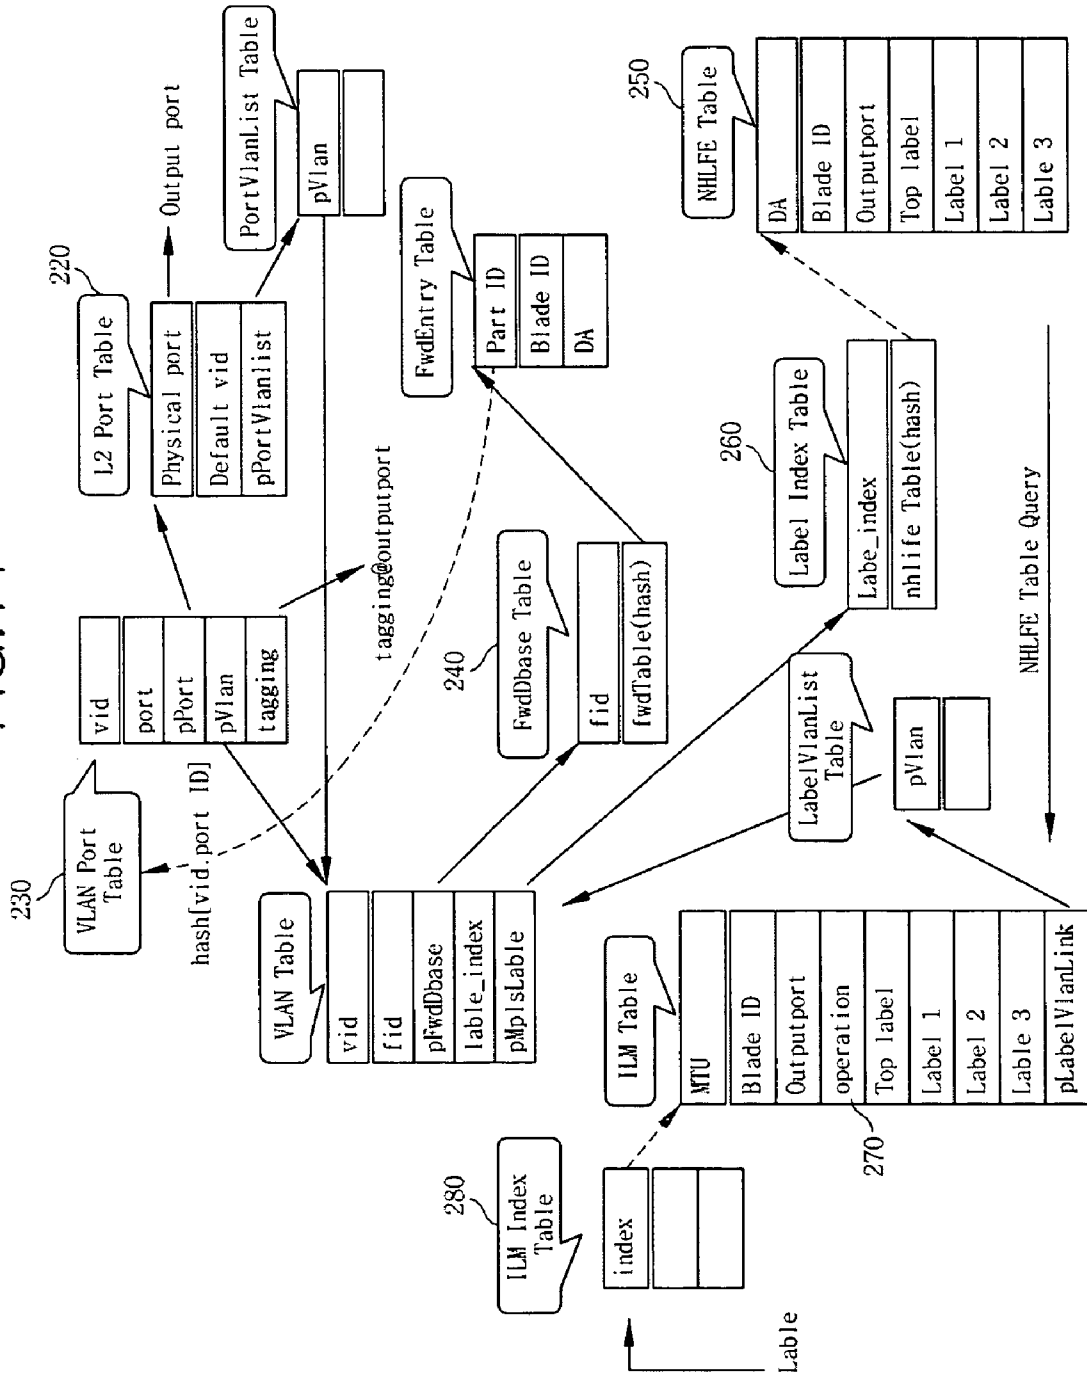 230
VLAN Port
Table
vid
port
pPort
pVlan
tagging
hash[vid.port ID]
220
L2 Port Table
Physical port
Default vid
pPortVlanlist
Output port
PortVlanList Table
pVlan
tagging@outputport
VLAN Table
vid
fid
pFwdDbase
lable_index
pMplsLable
240
FwdDbase Table
fid
fwdTable(hash)
FwdEntry Table
Part ID
Blade ID
DA
280
ILM Index
Table
index
Lable
ILM Table
MTU
Blade ID
Outputport
operation
Top label
Label 1
Label 2
Lable 3
pLabelVlanLink
270
LabelVlanList
Table
pVlan
260
Label Index Table
Labe_index
nhlife Table(hash)
250
NHLFE Table
DA
Blade ID
Outputport
Top label
Label 1
Label 2
Lable 3
NHLFE Table Query